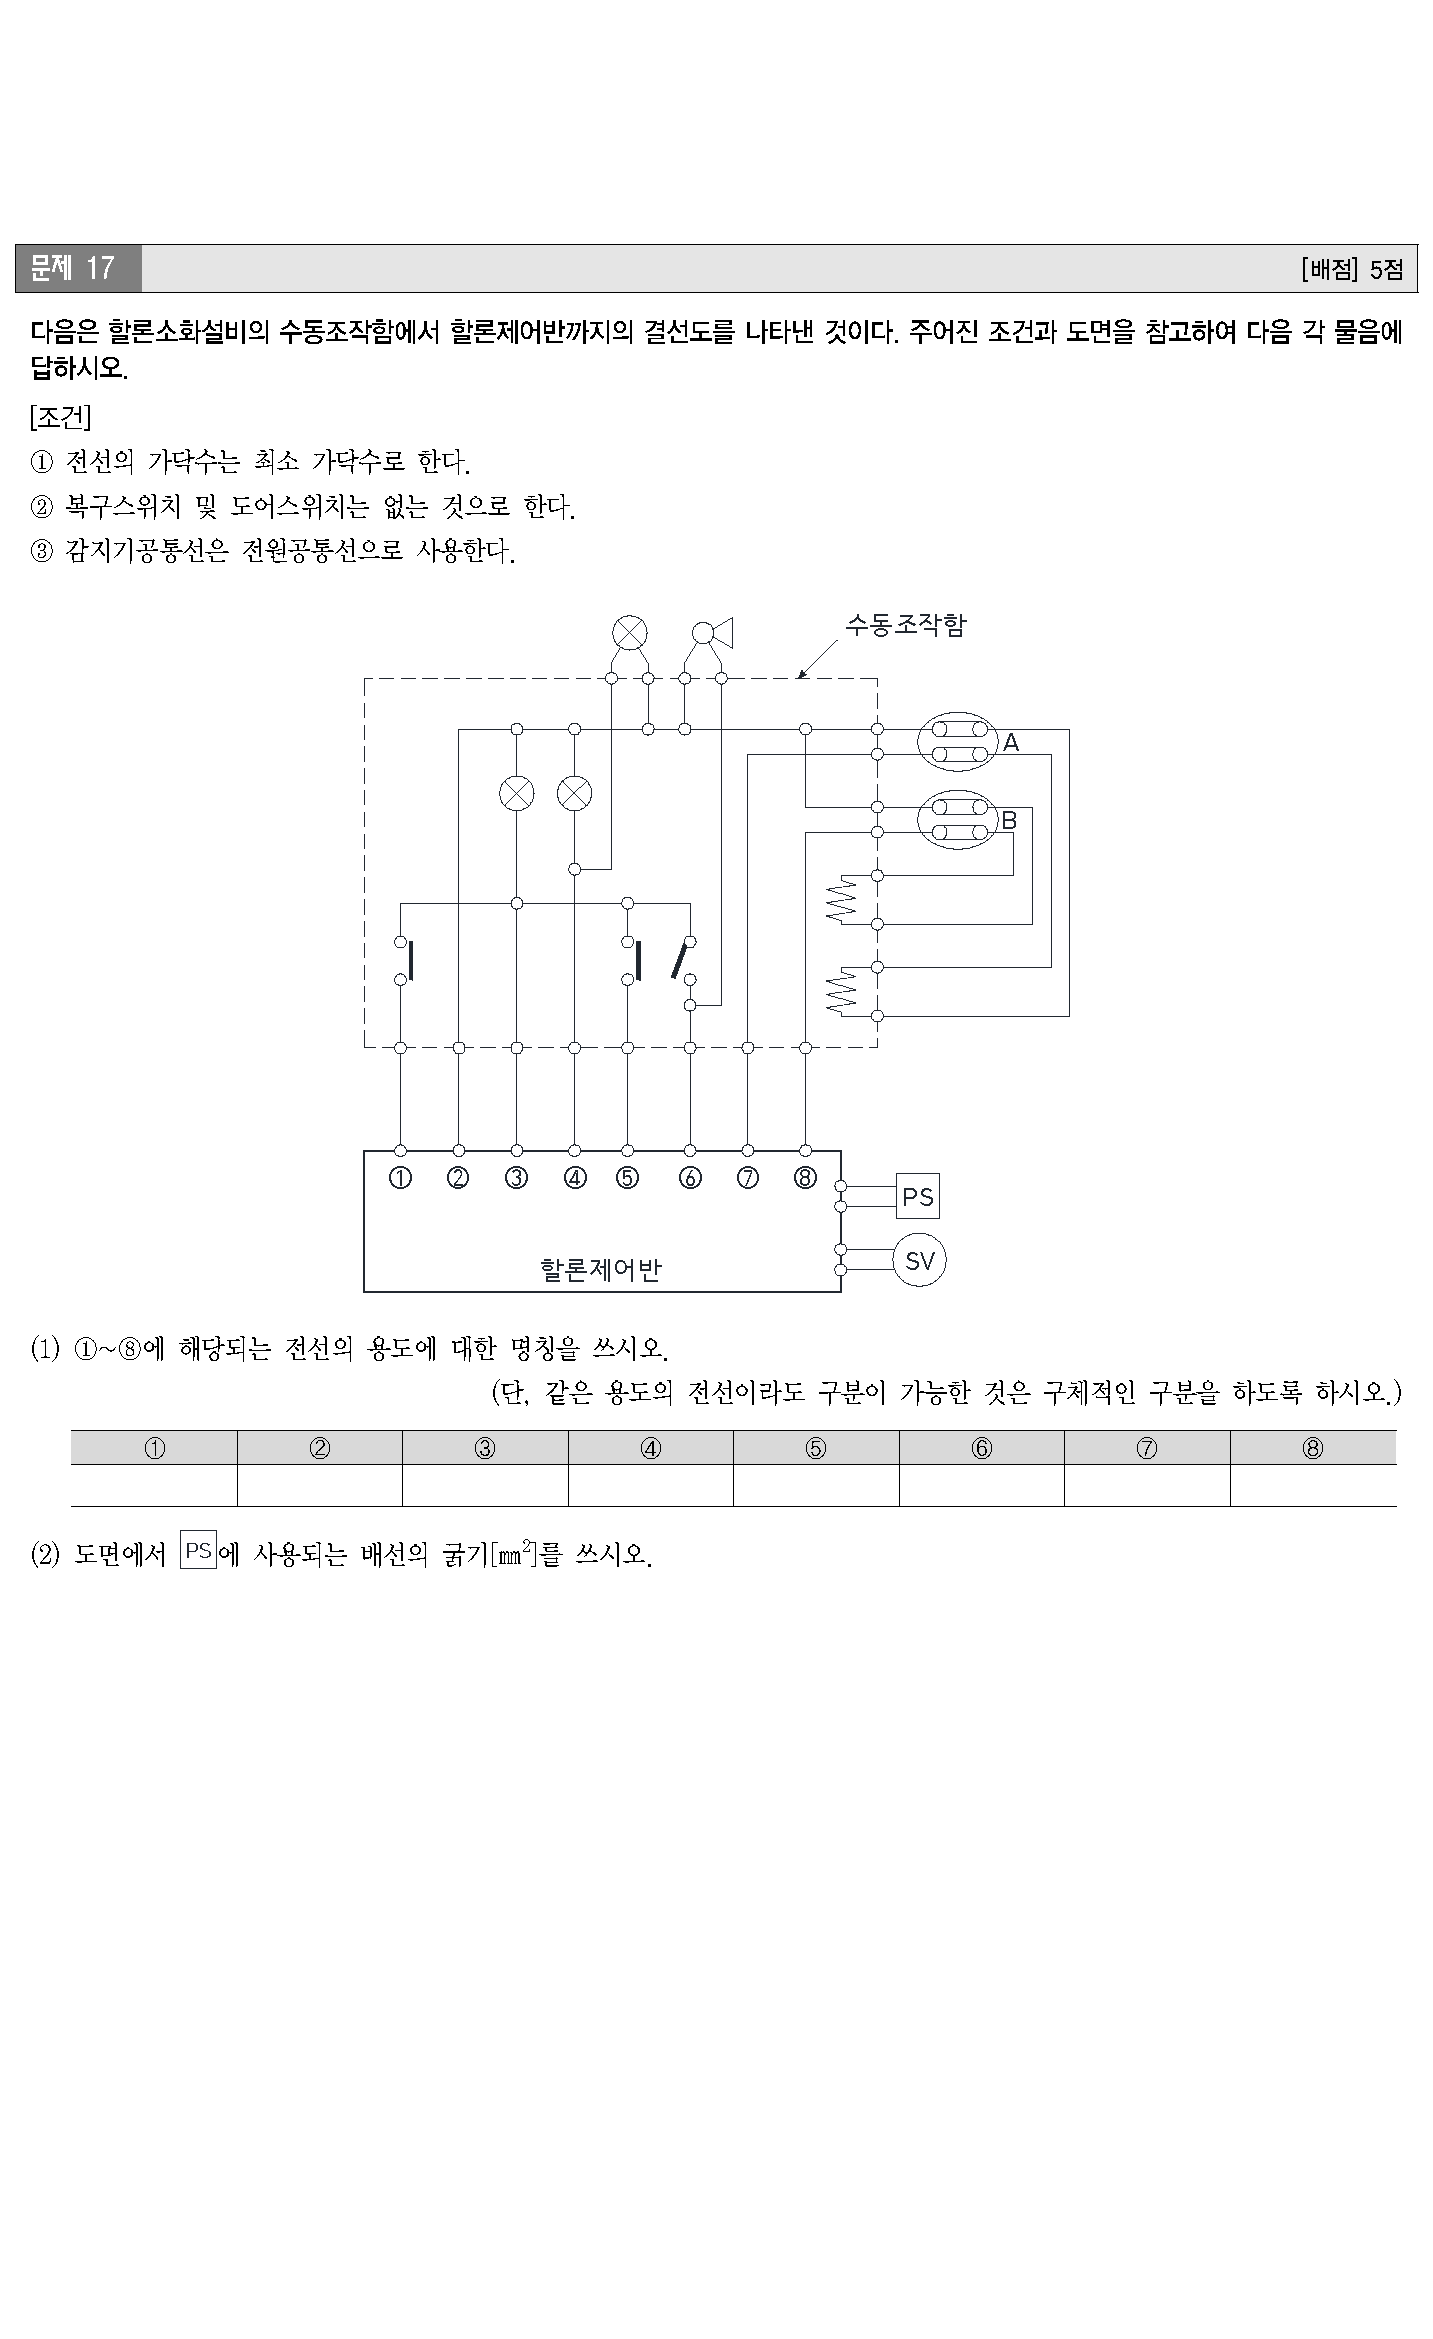 문제 17
[배점] 5점
다음은 할론소화설비의 수동조작함에서 할론제어반까지의 결선도를 나타낸 것이다. 주어진 조건과 도면을 참고하여 다음 각 물음에
답하시오.
[조건]
① 전선의 가닥수는 최소 가닥수로 한다.
② 복구스위치 및 도어스위치는 없는 것으로 한다.
③ 감지기공통선은 전원공통선으로 사용한다.
수동조작함
A
B
① ② ③ ④ ⑤ ⑥ ⑦ ⑧
PS
할론제어반
SV
(1) ①~⑧에 해당되는 전선의 용도에 대한 명칭을 쓰시오.
(단, 같은 용도의 전선이라도 구분이 가능한 것은 구체적인 구분을 하도록 하시오.)
① ② ③ ④ ⑤ ⑥ ⑦ ⑧
(2) 도면에서 PS에 사용되는 배선의 굵기[㎜²]를 쓰시오.